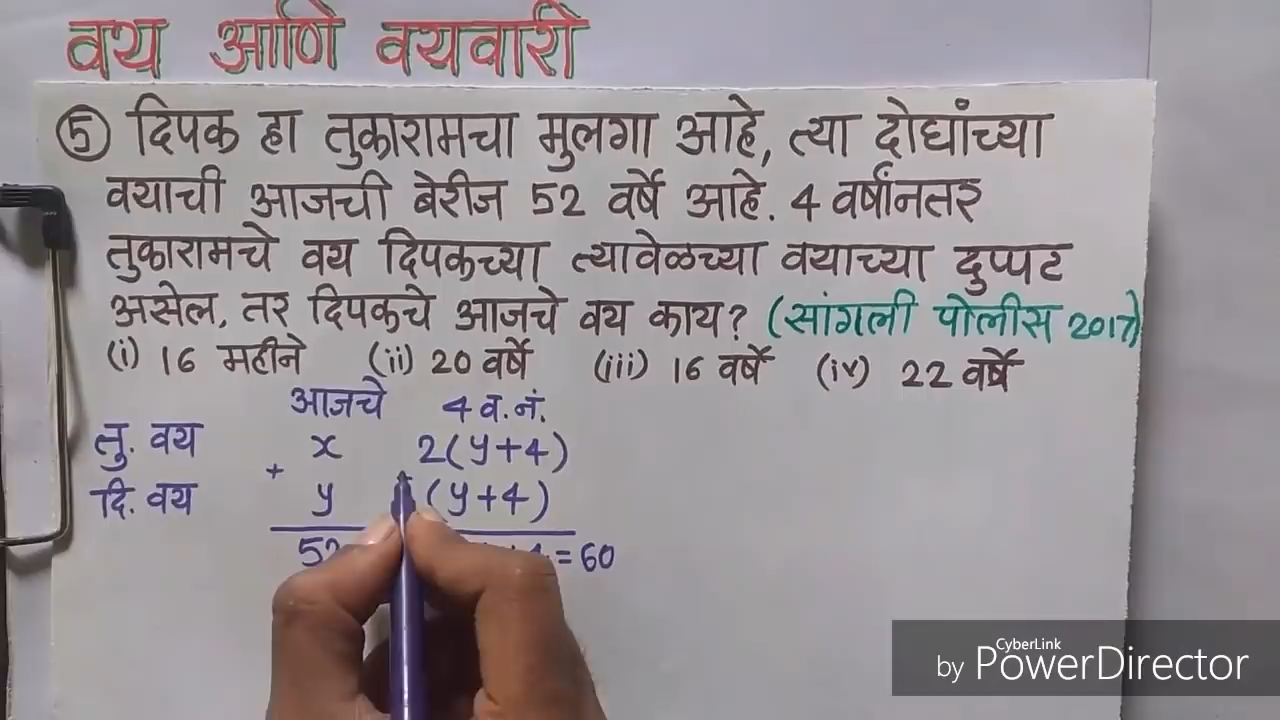 वय आणि वयवारी
⑤ दिपक हा तुकारामचा मुलगा आहे, त्या दोघांच्या
वयाची आजची बेरीज 52 वर्षे आहे. 4 वर्षांनतर
तुकारामचे वय दिपकच्या त्यावेळच्या वयाच्या दुप्पट
असेल, तर दिपकचे आजचे वय काय? (सांगली पोलीस 2017)
(i) 16 महीने (ii) 20 वर्षे (iii) 16 वर्षे (iv) 22 वर्षे
आजचे 4 व.नं.
तु. वय x 2(y+4)
+
दि. वय y (y+4)
52 +4=60
CyberLink
by PowerDirector